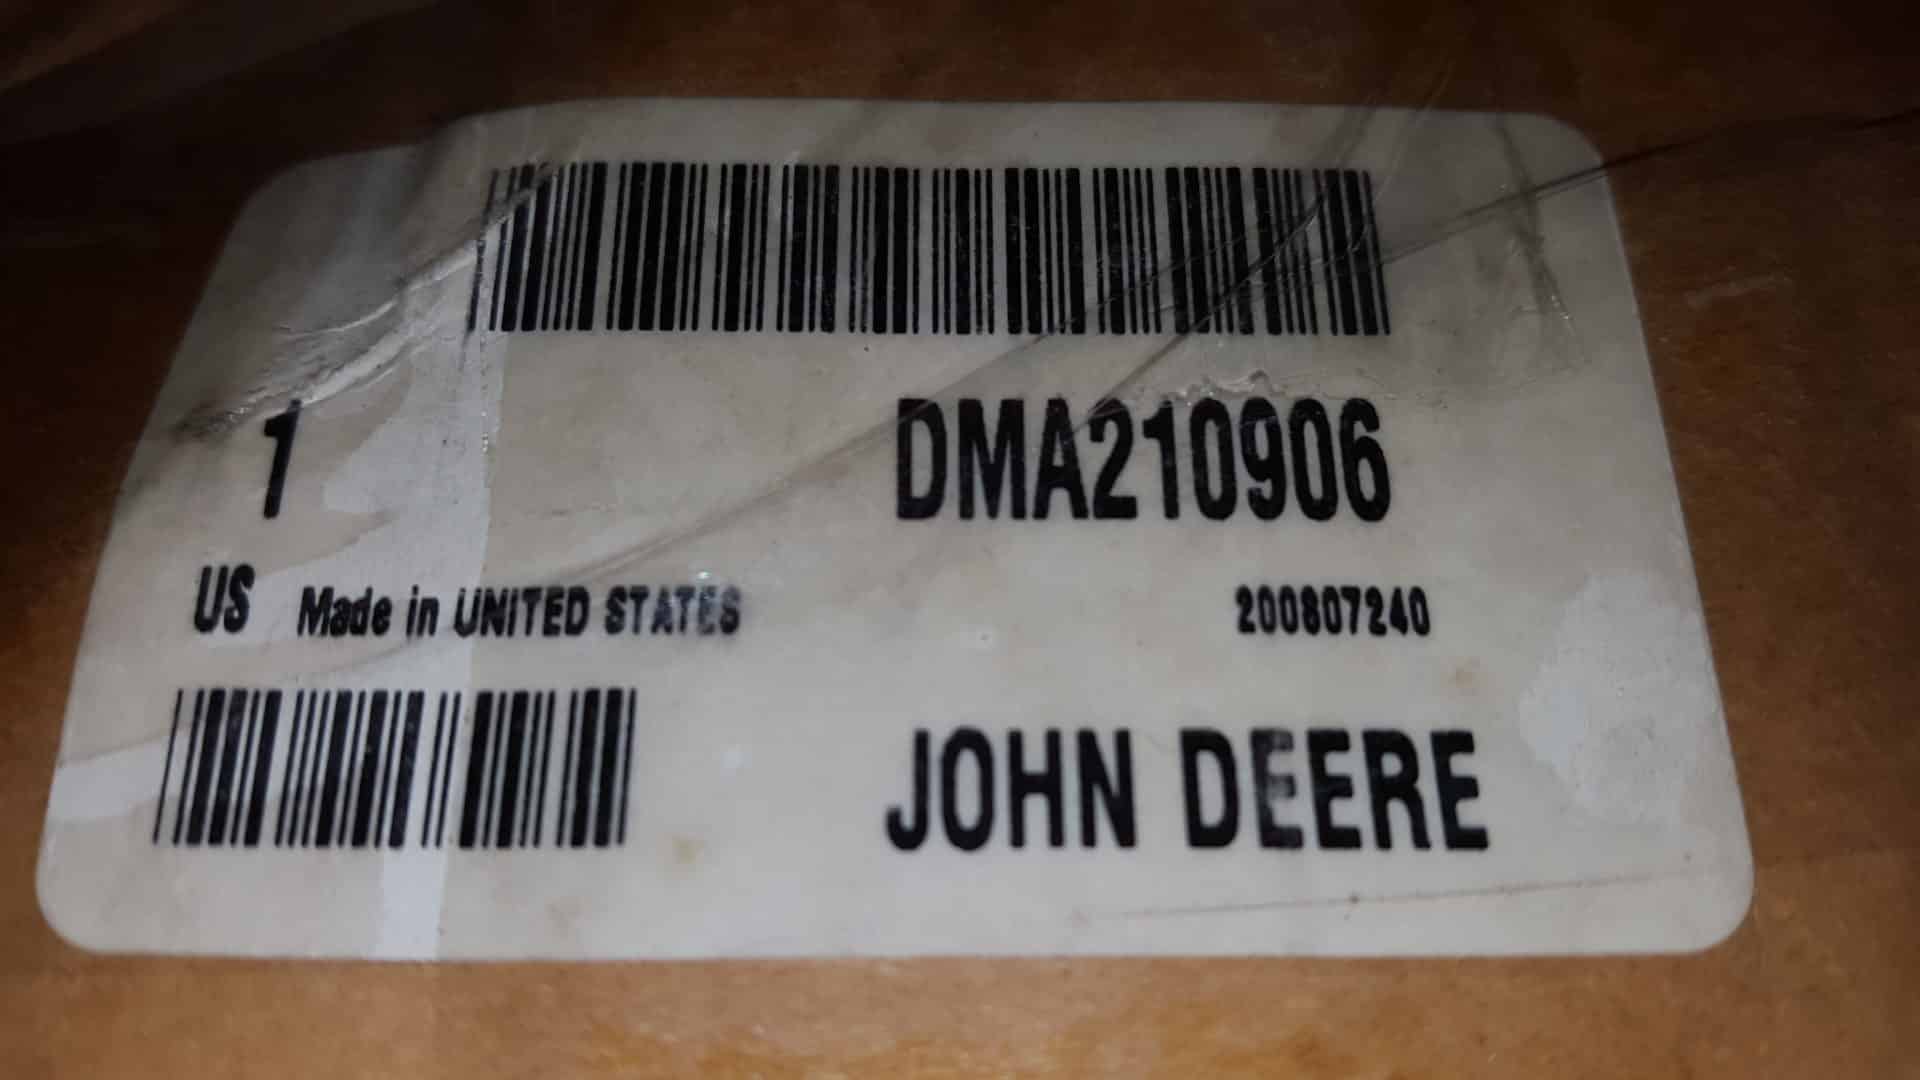 1 DMA210906
US Made in UNITED STATES 200807240
JOHN DEERE